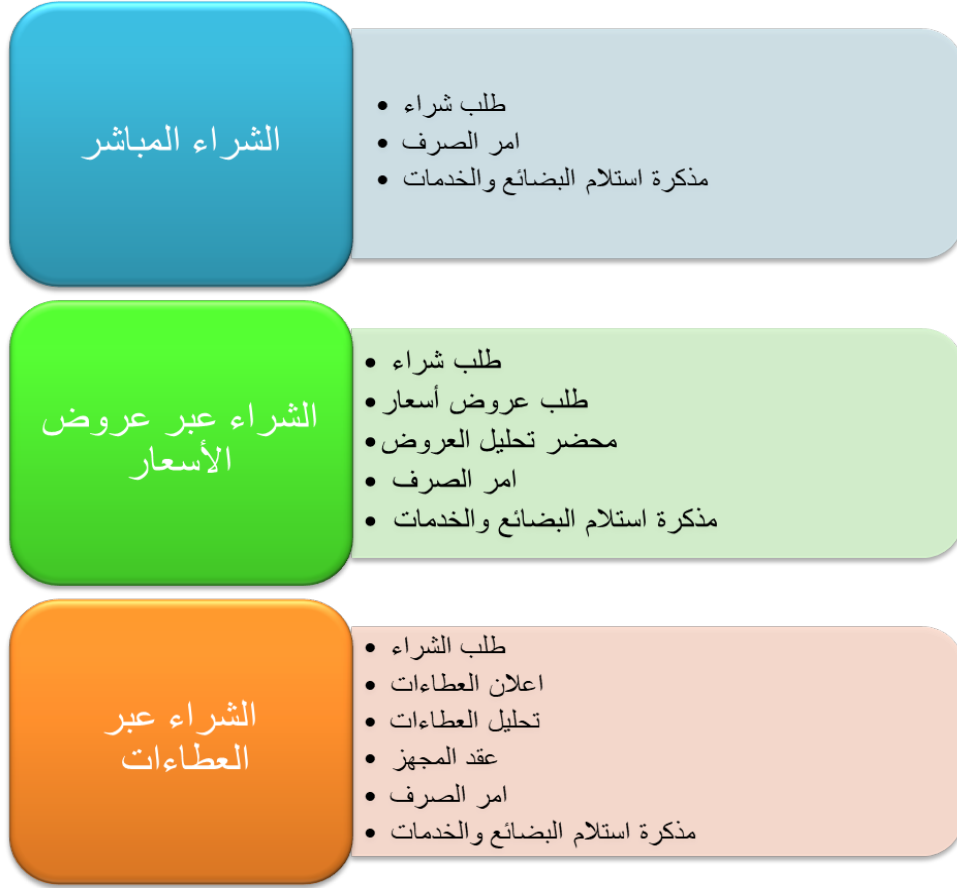 الشراء المباشر
• طلب شراء
• امر الصرف
• مذكرة استلام البضائع والخدمات
الشراء عبر عروض
الأسعار
• طلب شراء
• طلب عروض أسعار
• محضر تحليل العروض
• امر الصرف
• مذكرة استلام البضائع والخدمات
الشراء عبر
العطاءات
• طلب الشراء
• اعلان العطاءات
• تحليل العطاءات
• عقد المجهز
• امر الصرف
• مذكرة استلام البضائع والخدمات